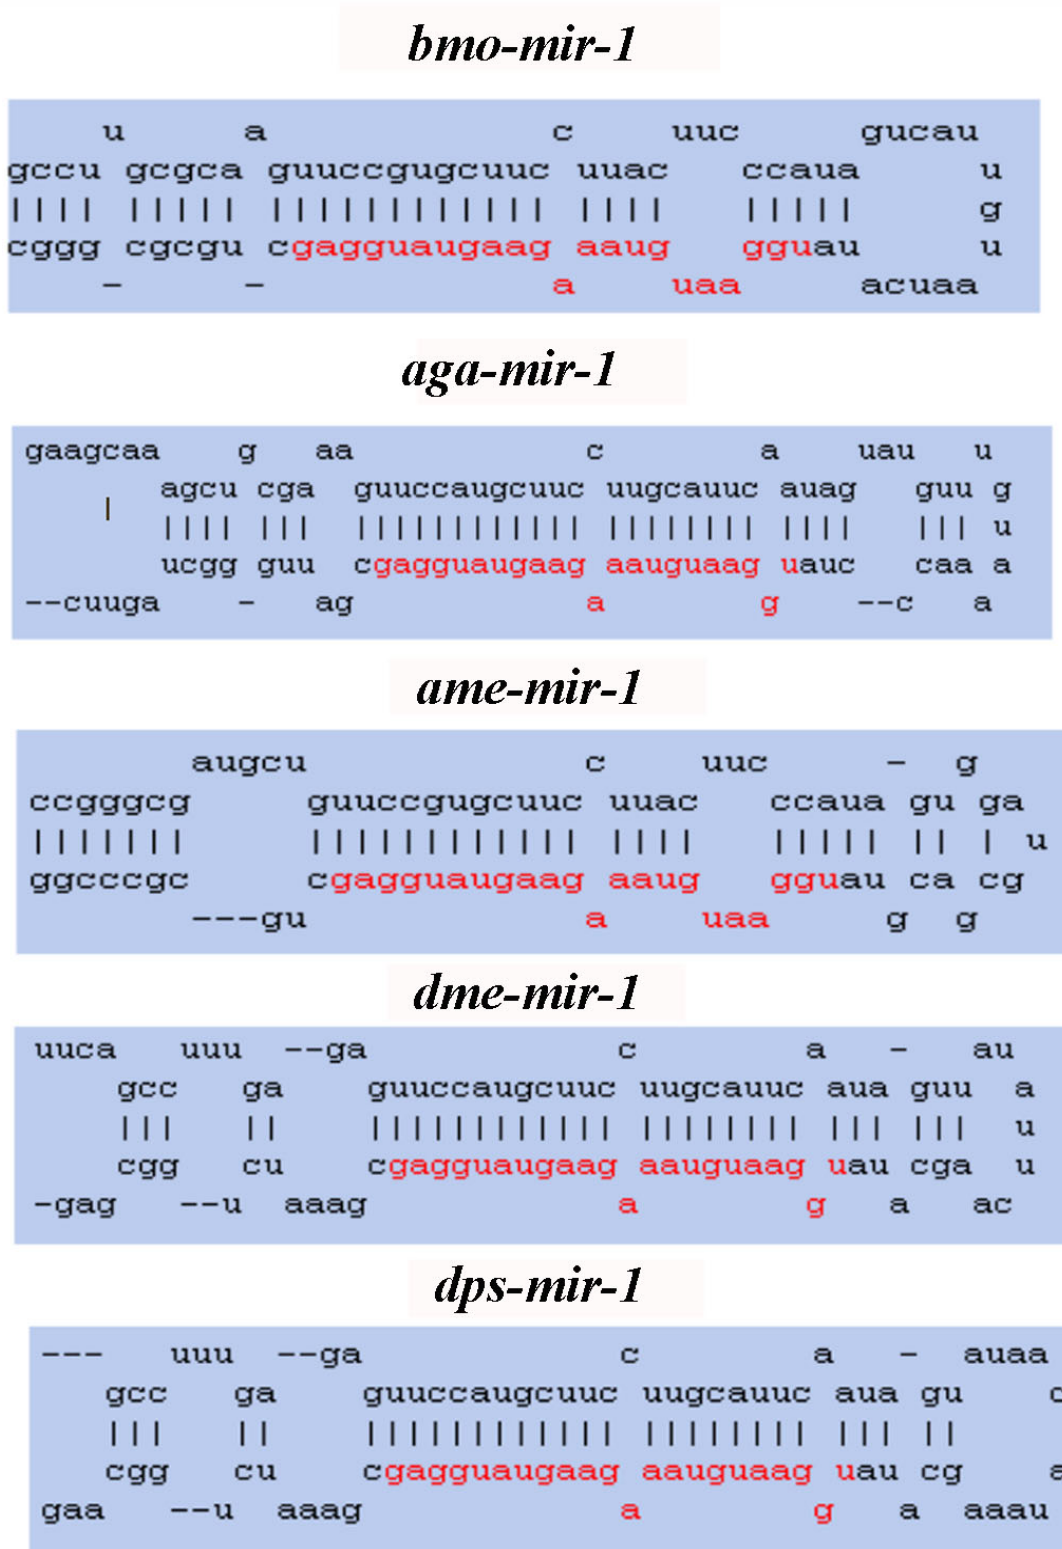 bmo-mir-1
u a c uuc gucau
gccu gcgca guuccgugcuuc uuac ccaua u
|||| ||||| |||||||||||| |||| ||||| g
cggg cgcgu cgagguaugaag aaug gguau u
- - a uaa acuaa
aga-mir-1
gaagcaa g aa c a uau u
agcu cga guuccaugcuuc uugcauuc auag guu g
| |||| ||| |||||||||||| |||||||| |||| ||| u
ucgg guu cgagguaugaag aauguaag uauc caa a
--cuuga - ag a g --c a
ame-mir-1
augcu c uuc - g
ccgggcg guuccgugcuuc uuac ccaua gu ga
||||||| |||||||||||| |||| ||||| || | u
ggcccgc cgagguaugaag aaug gguau ca cg
---gu a uaa g g
dme-mir-1
uuca uuu --ga c a - au
gcc ga guuccaugcuuc uugcauuc aua guu a
||| || |||||||||||| |||||||| ||| ||| u
cgg cu cgagguaugaag aauguaag uau cga u
-gag --u aaag a g a ac
dps-mir-1
--- uuu --ga c a - auaa
gcc ga guuccaugcuuc uugcauuc aua gu
||| || |||||||||||| |||||||| ||| ||
cgg cu cgagguaugaag aauguaag uau cg
gaa --u aaag a g a aaau